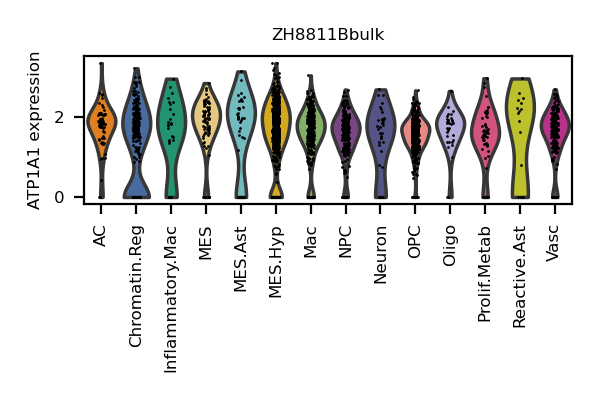 ZH8811Bbulk
ATP1A1 expression
2
0
AC
Chromatin.Reg
Inflammatory.Mac
MES
MES.Ast
MES.Hyp
Mac
NPC
Neuron
OPC
Oligo
Prolif.Metab
Reactive.Ast
Vasc